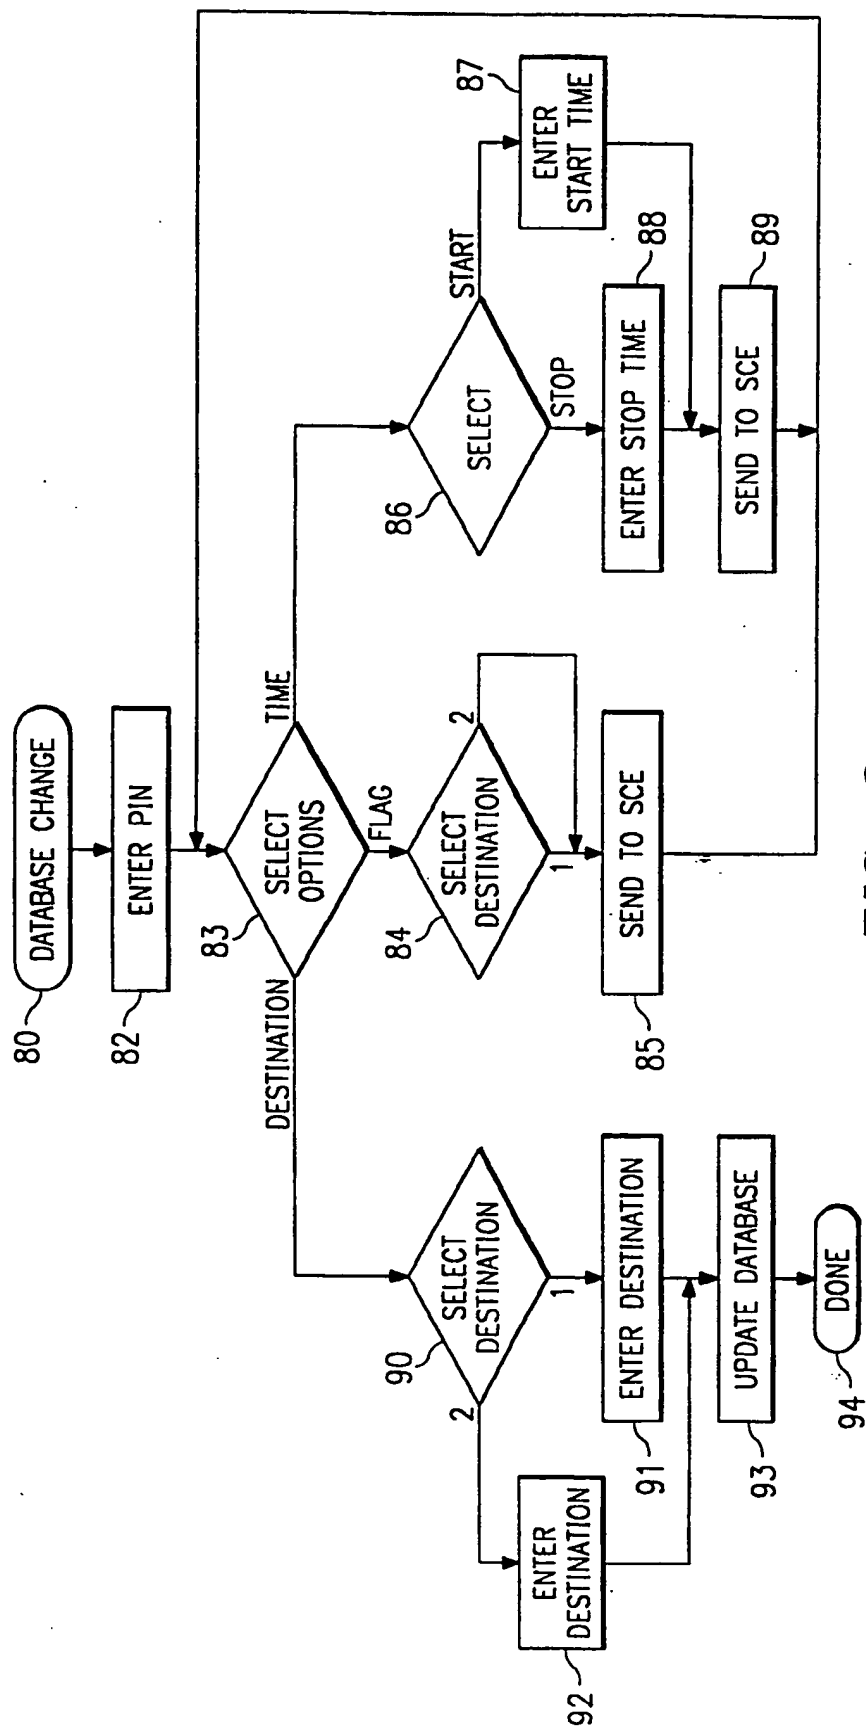 80
DATABASE CHANGE
82
ENTER PIN
83
SELECT
OPTIONS
DESTINATION
FLAG
TIME
90
SELECT
DESTINATION
2
1
92
ENTER
DESTINATION
91
ENTER DESTINATION
93
UPDATE DATABASE
94
DONE
84
SELECT
DESTINATION
2
1
85
SEND TO SCE
86
SELECT
START
STOP
87
ENTER
START TIME
88
ENTER STOP TIME
89
SEND TO SCE